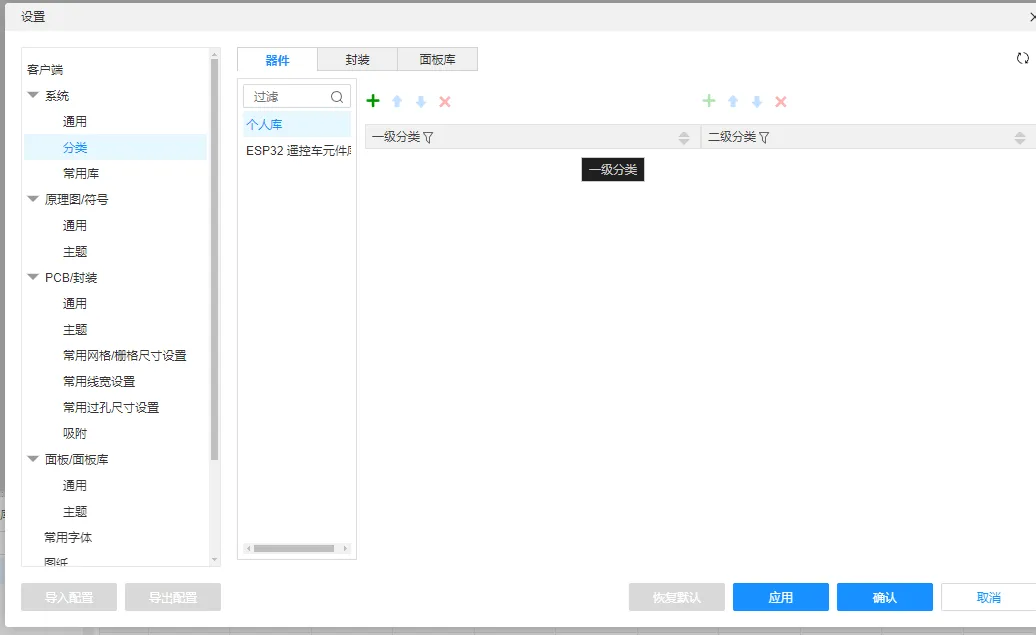 设置
客户端
系统
通用
分类
常用库
原理图/符号
通用
主题
PCB/封装
通用
主题
常用网格/栅格尺寸设置
常用线宽设置
常用过孔尺寸设置
吸附
面板/面板库
通用
主题
常用字体
图纸
器件
封装
面板库
过滤
个人库
ESP32 遥控车元件库
一级分类
二级分类
一级分类
导入配置
导出配置
恢复默认
应用
确认
取消